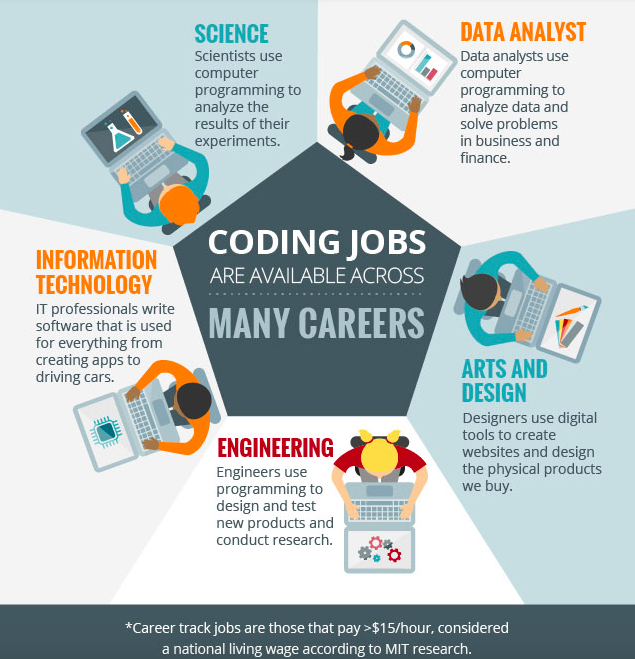 SCIENCE
Scientists use
computer
programming to
analyze the
results of their
experiments.
DATA ANALYST
Data analysts use
computer
programming to
analyze data and
solve problems
in business and
finance.
CODING JOBS
ARE AVAILABLE ACROSS
MANY CAREERS
INFORMATION
TECHNOLOGY
IT professionals write
software that is used
for everything from
creating apps to
driving cars.
ARTS AND
DESIGN
Designers use digital
tools to create
websites and design
the physical products
we buy.
ENGINEERING
Engineers use
programming to
design and test
new products and
conduct research.
*Career track jobs are those that pay >$15/hour, considered
a national living wage according to MIT research.